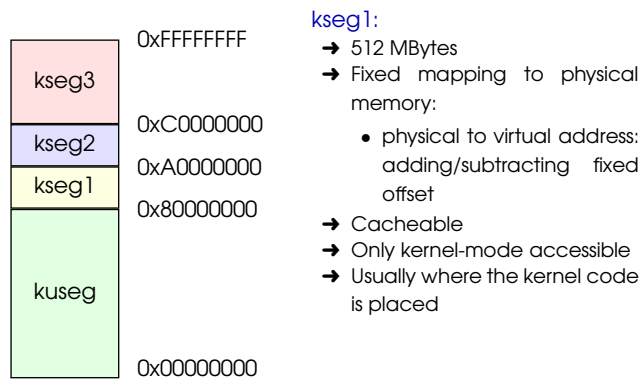 kseg3
kseg2
kseg1
kuseg
0xFFFFFFFF
0xC0000000
0xA0000000
0x80000000
0x00000000
kseg1:
➜ 512 MBytes
➜ Fixed mapping to physical
memory:
• physical to virtual address:
adding/subtracting fixed
offset
➜ Cacheable
➜ Only kernel-mode accessible
➜ Usually where the kernel code
is placed